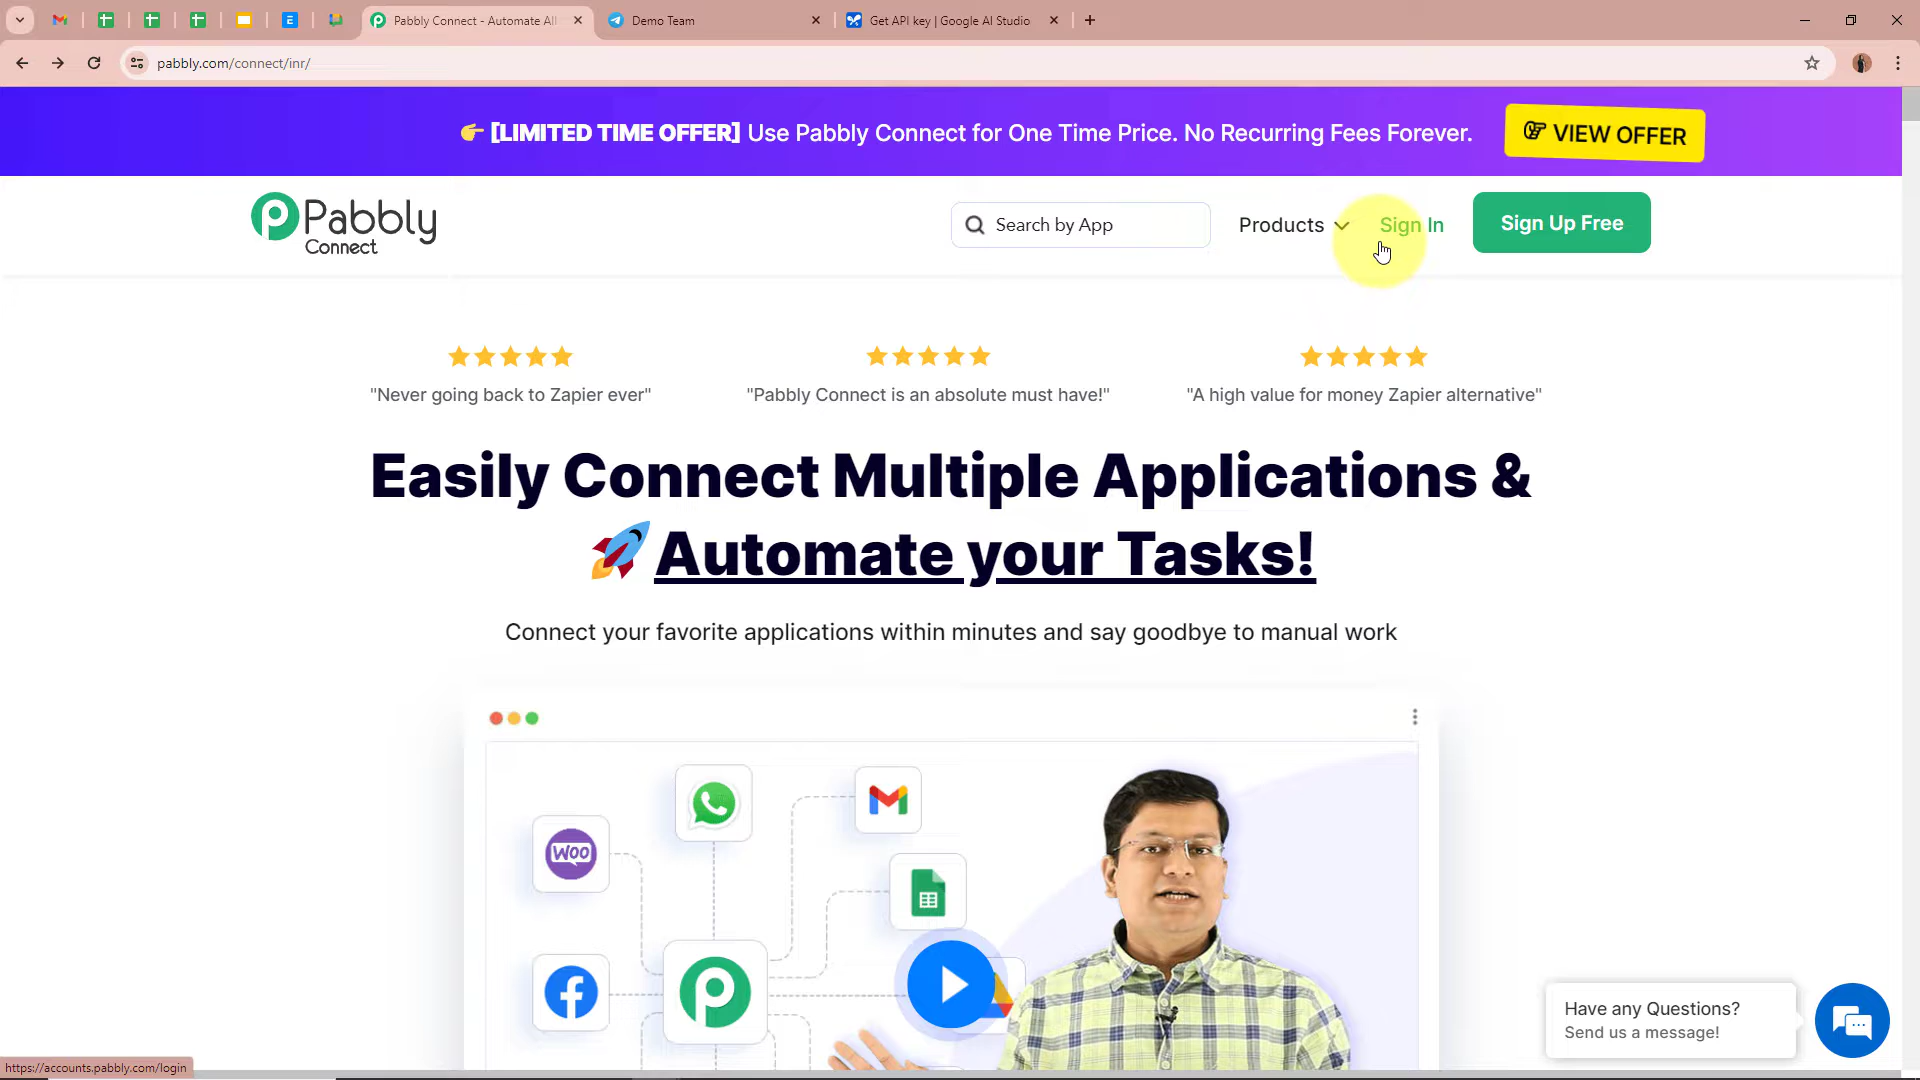 Pabbly Connect - Automate All
Demo Team
Get API key | Google AI Studio
pabbly.com/connect/inr/
[LIMITED TIME OFFER] Use Pabbly Connect for One Time Price. No Recurring Fees Forever.
VIEW OFFER
Pabbly
Connect
Search by App
Products
Sign In
Sign Up Free
"Never going back to Zapier ever"
"Pabbly Connect is an absolute must have!"
"A high value for money Zapier alternative"
Easily Connect Multiple Applications &
Automate your Tasks!
Connect your favorite applications within minutes and say goodbye to manual work
WOO
Have any Questions?
Send us a message!
https://accounts.pabbly.com/login